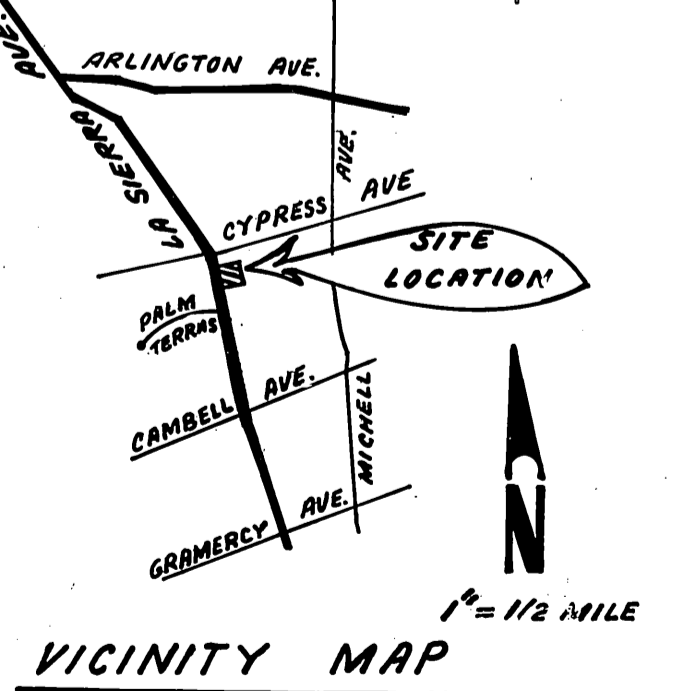 AVE.
ARLINGTON AVE.
LA SIERRA
AVE.
CYPRESS AVE
SITE
LOCATION
PALM
TERRAS
CAMBELL AVE.
MICHELL
GRAMERCY AVE.
N
1"= 1/2 MILE
VICINITY MAP